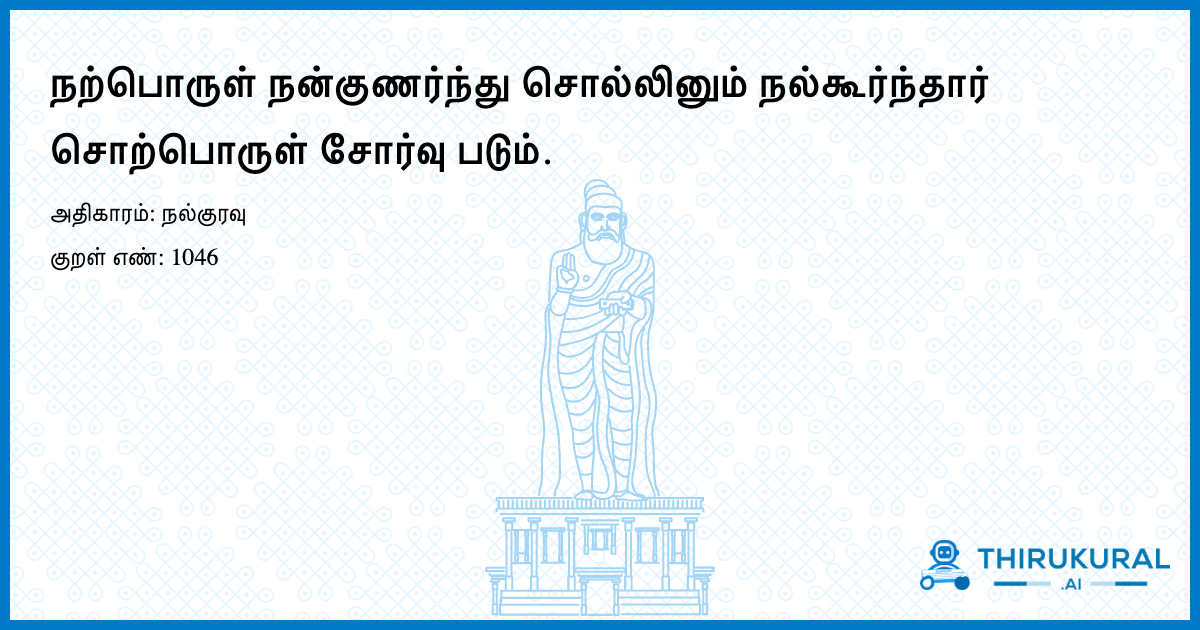 நற்பொருள் நன்குணர்ந்து சொல்லினும் நல்கூர்ந்தார்
சொற்பொருள் சோர்வு படும்.
அதிகாரம்: நல்குரவு
குறள் எண்: 1046
THIRUKURAL
.AI